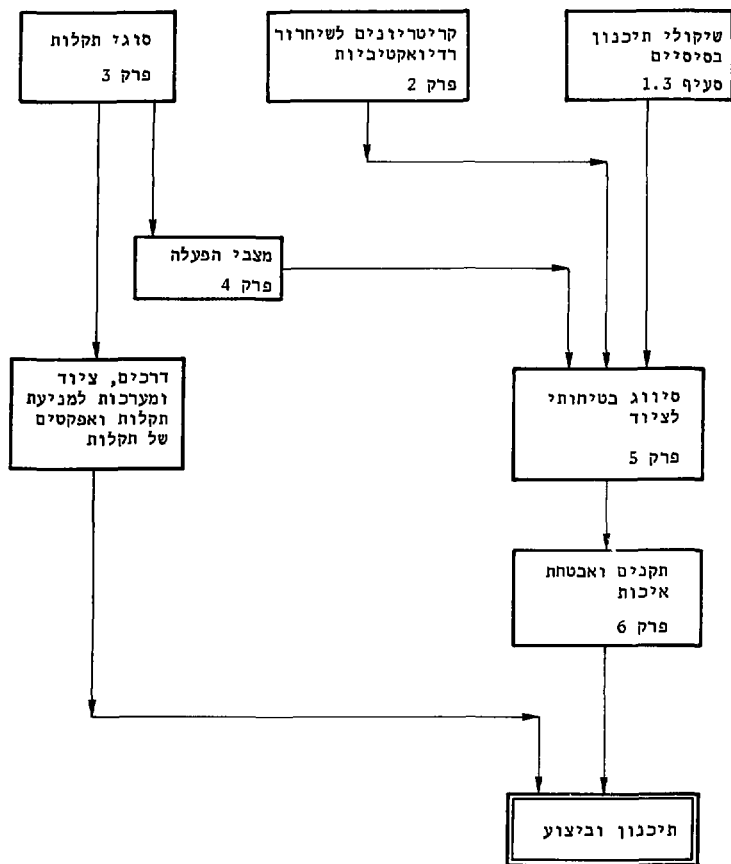 שיקולי תיכנון
בסיסיים
סעיף 1.3
קריטריונים לשיחרור
רדיואקטיביות
פרק 2
סוגי תקלות
פרק 3
מצבי הפעלה
פרק 4
דרכים, ציוד
ומערכות למניעת
תקלות ואפקטים
של תקלות
סיווג בטיחותי
לציוד
פרק 5
תקנים ואבטחת
איכות
פרק 6
תיכנון וביצוע